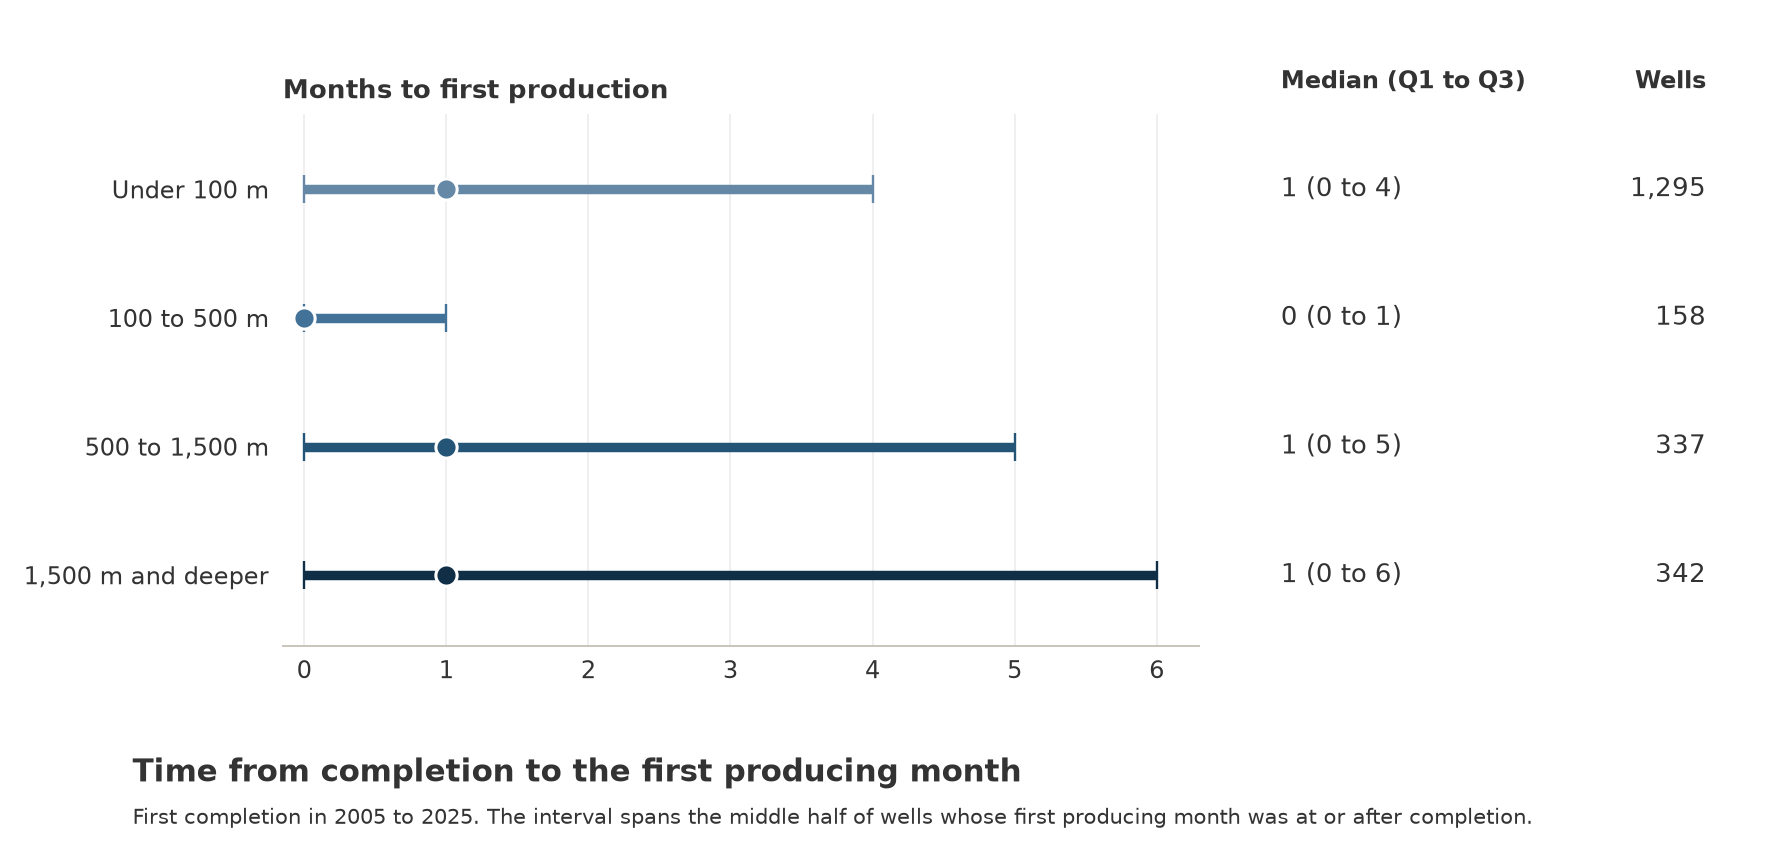 Months to first production Median (Q1 to Q3) Wells
Under 100 m 1 (0 to 4) 1,295
100 to 500 m 0 (0 to 1) 158
500 to 1,500 m 1 (0 to 5) 337
1,500 m and deeper 1 (0 to 6) 342
0 1 2 3 4 5 6
Time from completion to the first producing month
First completion in 2005 to 2025. The interval spans the middle half of wells whose first producing month was at or after completion.